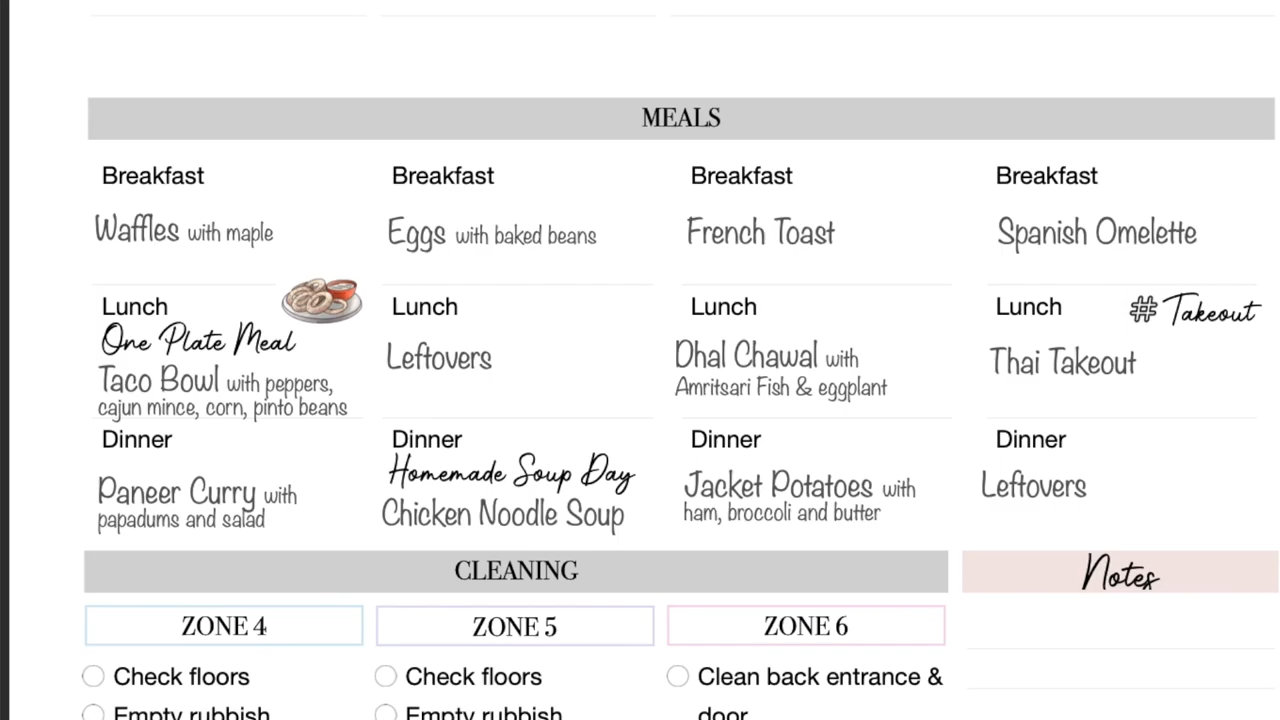 MEALS
Breakfast
Waffles with maple
Lunch
One Plate Meal
Taco Bowl with peppers,
cajun mince, corn, pinto beans
Dinner
Paneer Curry with
papadums and salad
Breakfast
Eggs with baked beans
Lunch
Leftovers
Dinner
Homemade Soup Day
Chicken Noodle Soup
Breakfast
French Toast
Lunch
Dhal Chawal with
Amritsari Fish & eggplant
Dinner
Jacket Potatoes with
ham, broccoli and butter
Breakfast
Spanish Omelette
Lunch
# Takeout
Thai Takeout
Dinner
Leftovers
CLEANING
ZONE 4
Check floors
Empty rubbish
ZONE 5
Check floors
Empty rubbish
ZONE 6
Clean back entrance &
door
Notes